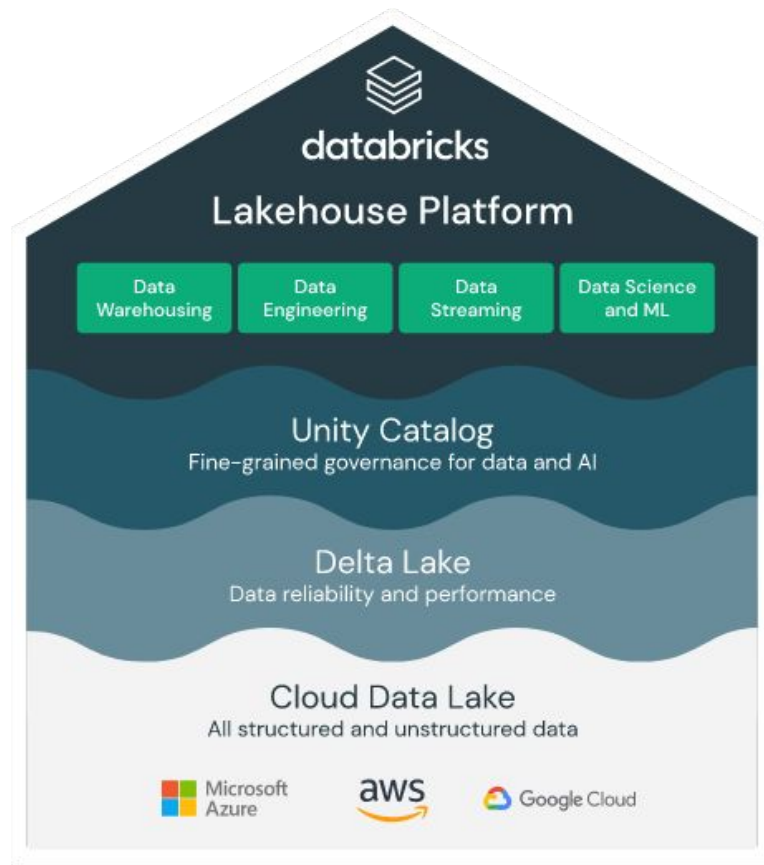 databricks
Lakehouse Platform
Data
Warehousing
Data
Engineering
Data
Streaming
Data Science
and ML
Unity Catalog
Fine-grained governance for data and AI
Delta Lake
Data reliability and performance
Cloud Data Lake
All structured and unstructured data
Microsoft
Azure
aws
Google Cloud